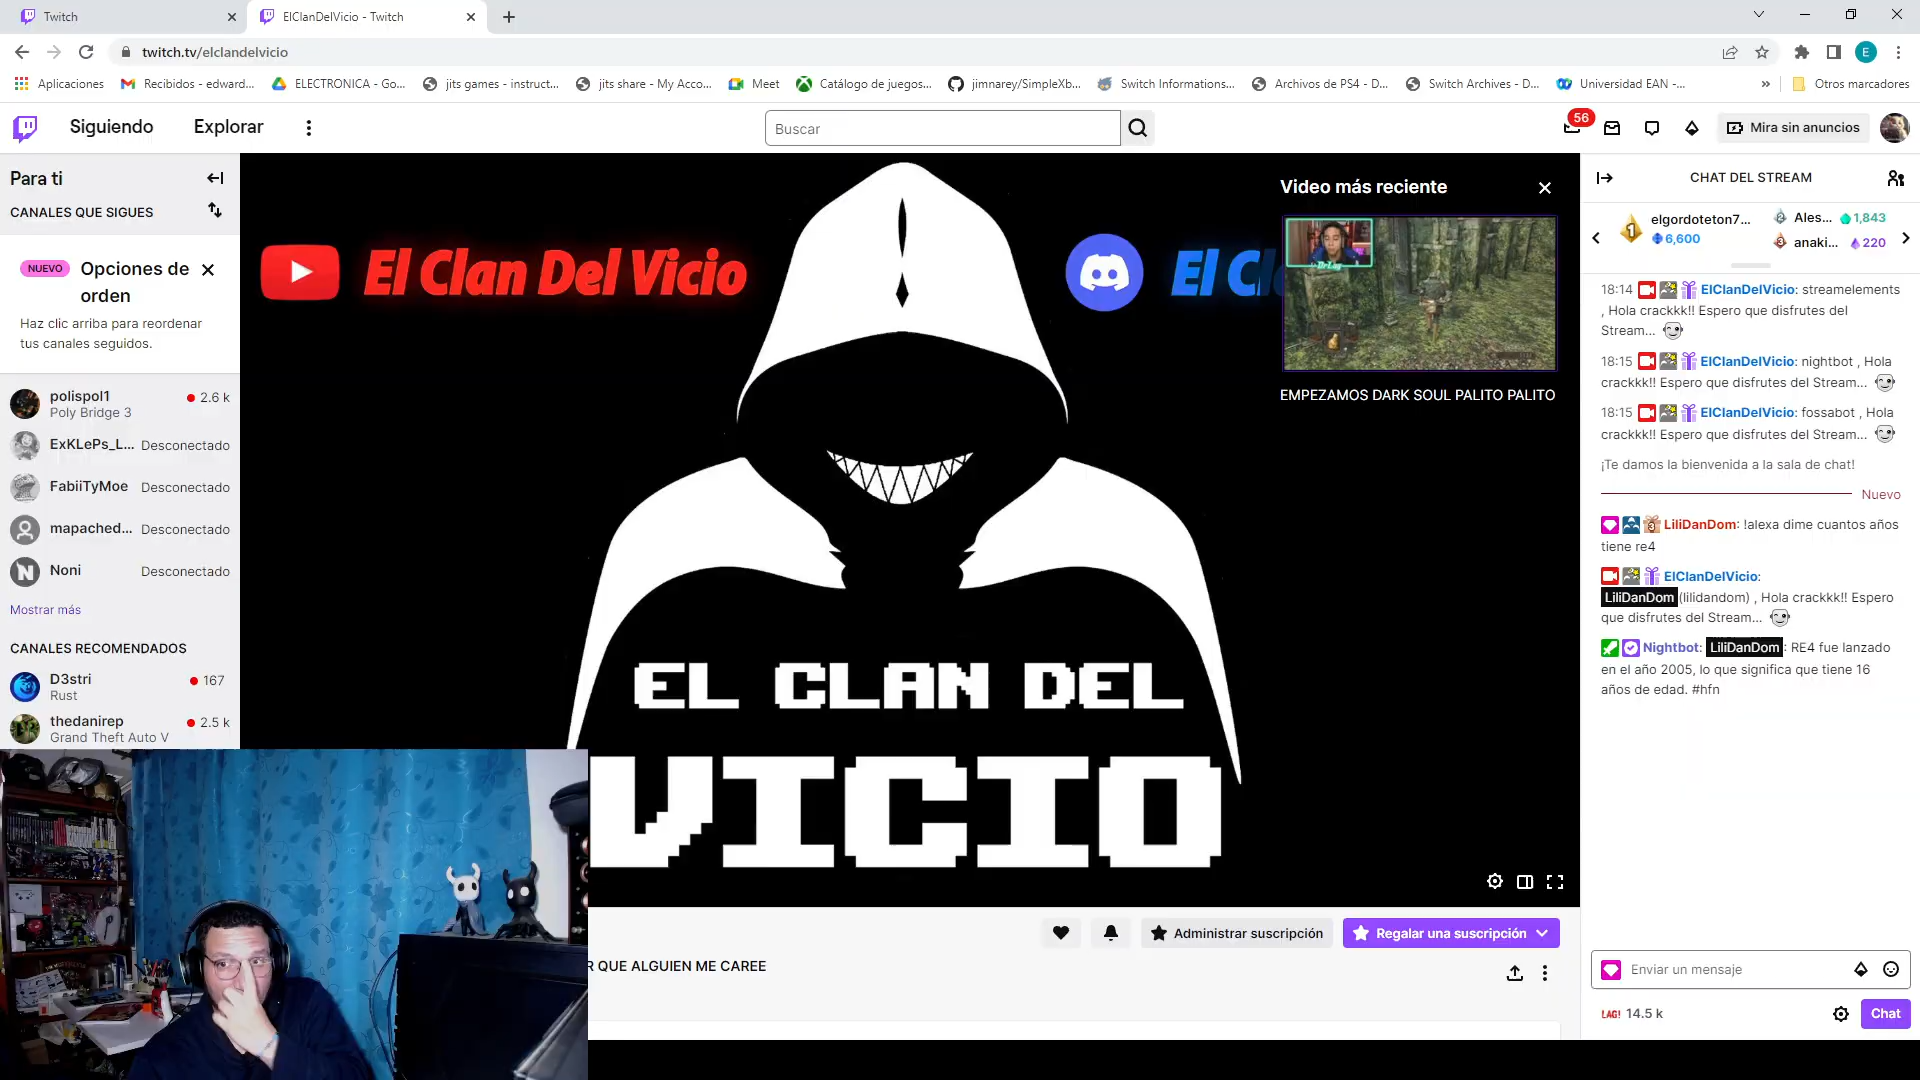 Twitch
ElClanDelVicio - Twitch
twitch.tv/elclandelvicio
E
Aplicaciones
Recibidos - edward...
ELECTRONICA - Go...
jits games - instruct...
jits share - My Acco...
Meet
Catálogo de juegos...
jimnarey/SimpleXb...
Switch Informations...
Archivos de PS4 - D...
Switch Archives - D...
Universidad EAN -...
»
Otros marcadores
Siguiendo
Explorar
Buscar
56
Mira sin anuncios
Para ti
CANALES QUE SIGUES
NUEVO
Opciones de
orden
Haz clic arriba para reordenar
tus canales seguidos.
polispol1
2.6 k
Poly Bridge 3
ExKLePs_L...
Desconectado
FabiiTyMoe
Desconectado
mapached...
Desconectado
Noni
Desconectado
Mostrar más
CANALES RECOMENDADOS
D3stri
167
Rust
thedanirep
2.5 k
Grand Theft Auto V
El Clan Del Vicio
El Cl
EL CLAN DEL
VICIO
Video más reciente
EMPEZAMOS DARK SOUL PALITO PALITO
Administrar suscripción
Regalar una suscripción
R QUE ALGUIEN ME CAREE
CHAT DEL STREAM
1
elgordoteton7...
6,600
2
Ales...
1,843
3
anaki...
220
18:14 ElClanDelVicio: streamelements
, Hola crackkk!! Espero que disfrutes del
Stream...
18:15 ElClanDelVicio: nightbot , Hola
crackkk!! Espero que disfrutes del Stream...
18:15 ElClanDelVicio: fossabot , Hola
crackkk!! Espero que disfrutes del Stream...
¡Te damos la bienvenida a la sala de chat!
Nuevo
LiliDanDom: !alexa dime cuantos años
tiene re4
ElClanDelVicio:
LiliDanDom (lilidandom) , Hola crackkk!! Espero
que disfrutes del Stream...
Nightbot: LiliDanDom : RE4 fue lanzado
en el año 2005, lo que significa que tiene 16
años de edad. #hfn
Enviar un mensaje
LAG! 14.5 k
Chat